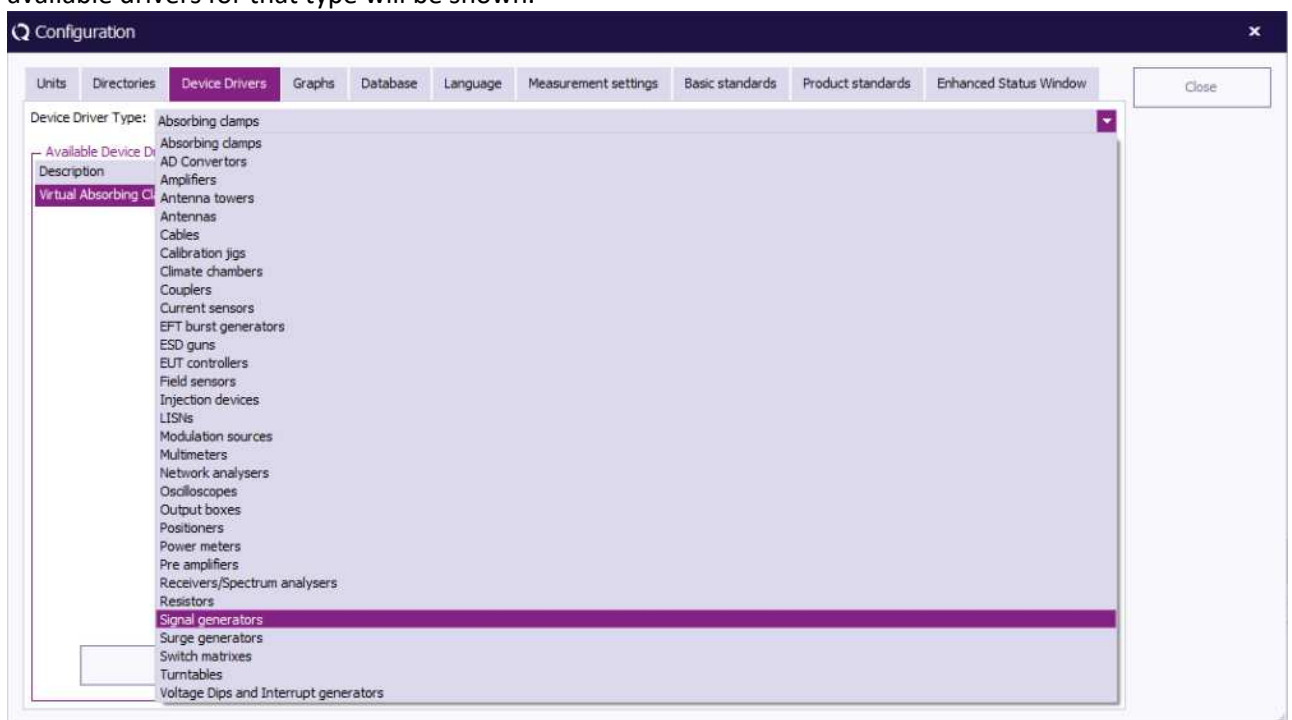 available drivers for that type will be shown.
Configuration
Units Directories Device Drivers Graphs Database Language Measurement settings Basic standards Product standards Enhanced Status Window Close
Device Driver Type: Absorbing clamps
Available Device
Absorbing clamps
Description
AD Convertors
Amplifiers
Virtual Absorbing
Antenna towers
Antennas
Cables
Calibration jigs
Climate chambers
Couplers
Current sensors
EFT burst generators
ESD guns
EUT controllers
Field sensors
Injection devices
LISNs
Modulation sources
Multimeters
Network analysers
Oscilloscopes
Output boxes
Positioners
Power meters
Pre amplifiers
Receivers/Spectrum analysers
Resistors
Signal generators
Surge generators
Switch matrixes
Turntables
Voltage Dips and Interrupt generators